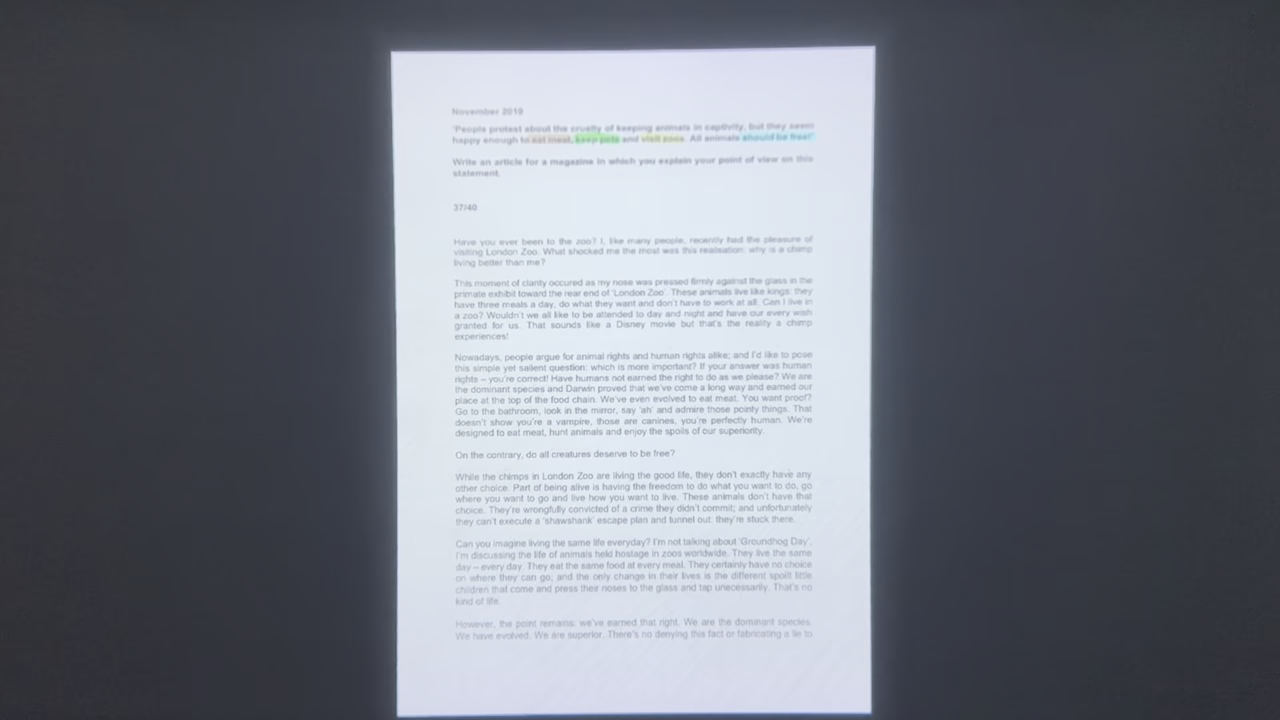 November 2019
'People protest about the cruelty of keeping animals in captivity, but they seem
happy enough to eat meat, keep pets and visit zoos. All animals should be free!'
Write an article for a magazine in which you explain your point of view on this
statement.
37/40
Have you ever been to the zoo? I, like many people, recently had the pleasure of
visiting London Zoo. What shocked me the most was this realisation: why is a chimp
living better than me?
This moment of clarity occured as my nose was pressed firmly against the glass in the
primate exhibit toward the rear end of 'London Zoo'. These animals live like kings: they
have three meals a day, do what they want and don't have to work at all. Can I live in
a zoo? Wouldn't we all like to be attended to day and night and have our every wish
granted for us. That sounds like a Disney movie but that's the reality a chimp
experiences!
Nowadays, people argue for animal rights and human rights alike; and I'd like to pose
this simple yet salient question: which is more important? If your answer was human
rights – you're correct! Have humans not earned the right to do as we please? We are
the dominant species and Darwin proved that we've come a long way and earned our
place at the top of the food chain. We've even evolved to eat meat. You want proof?
Go to the bathroom, look in the mirror, say 'ah' and admire those pointy things. That
doesn't show you're a vampire, those are canines, you're perfectly human. We're
designed to eat meat, hunt animals and enjoy the spoils of our superiority.
On the contrary, do all creatures deserve to be free?
While the chimps in London Zoo are living the good life, they don't exactly have any
other choice. Part of being alive is having the freedom to do what you want to do, go
where you want to go and live how you want to live. These animals don't have that
choice. They're wrongfully convicted of a crime they didn't commit; and unfortunately
they can't execute a 'shawshank' escape plan and tunnel out: they're stuck there.
Can you imagine living the same life everyday? I'm not talking about 'Groundhog Day',
I'm discussing the life of animals held hostage in zoos worldwide. They live the same
day – every day. They eat the same food at every meal. They certainly have no choice
on where they can go; and the only change in their lives is the different spoilt little
children that come and press their noses to the glass and tap unecessarily. That's no
kind of life.
However, the point remains: we've earned that right. We are the dominant species.
We have evolved. We are superior. There's no denying this fact or fabricating a lie to